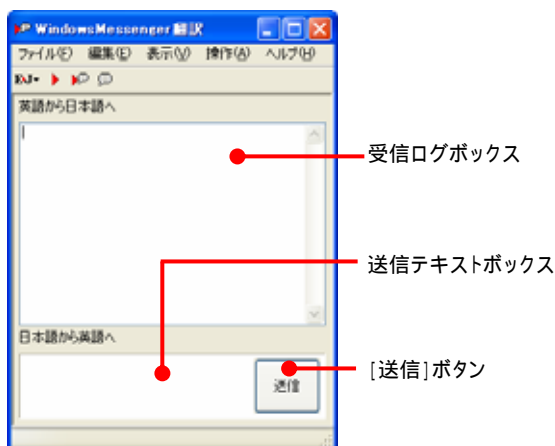 WindowsMessenger 翻訳
ファイル(F) 編集(E) 表示(V) 操作(A) ヘルプ(H)
英語から日本語へ
受信ログボックス
送信テキストボックス
日本語から英語へ
送信
[送信]ボタン